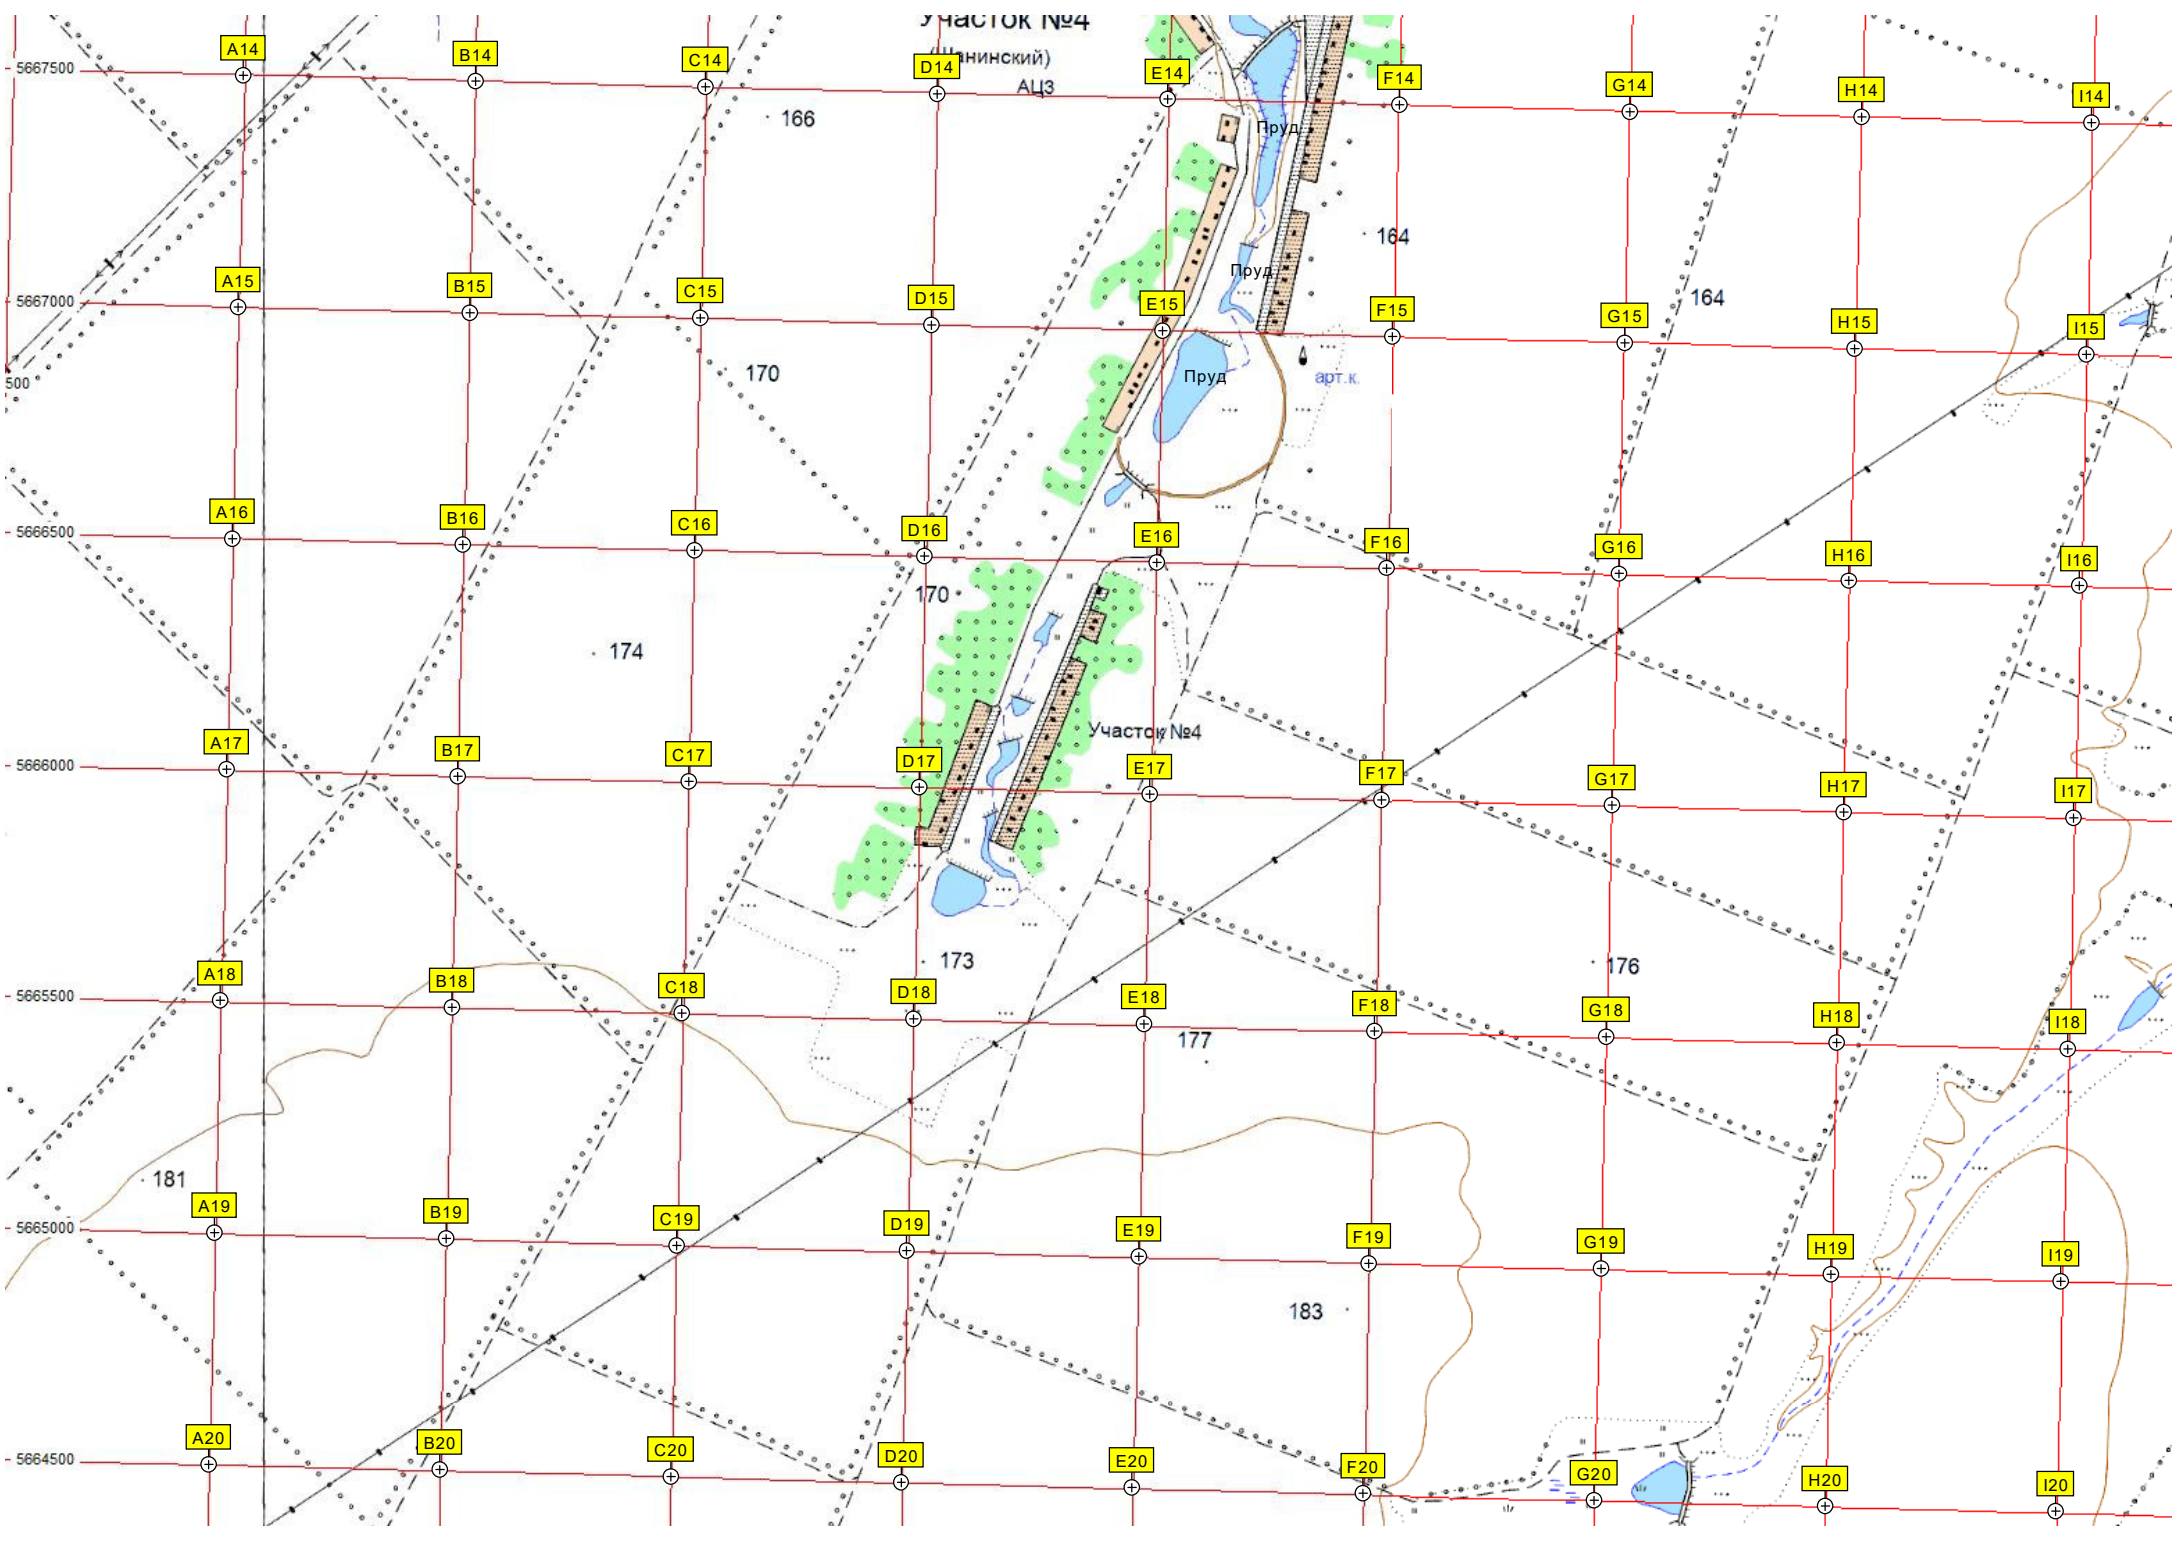 Участок №4
(Шанинский)
АЦЗ
A14
B14
C14
D14
E14
F14
G14
H14
I14
5667500
166
Пруд
164
Пруд
164
A15
B15
C15
D15
E15
F15
G15
H15
I15
5667000
500
170
Пруд
арт.к.
A16
B16
C16
D16
E16
F16
G16
H16
I16
5666500
170
174
Участок №4
A17
B17
C17
D17
E17
F17
G17
H17
I17
5666000
173
176
A18
B18
C18
D18
E18
F18
G18
H18
I18
5665500
177
181
A19
B19
C19
D19
E19
F19
G19
H19
I19
5665000
183
A20
B20
C20
D20
E20
F20
G20
H20
I20
5664500